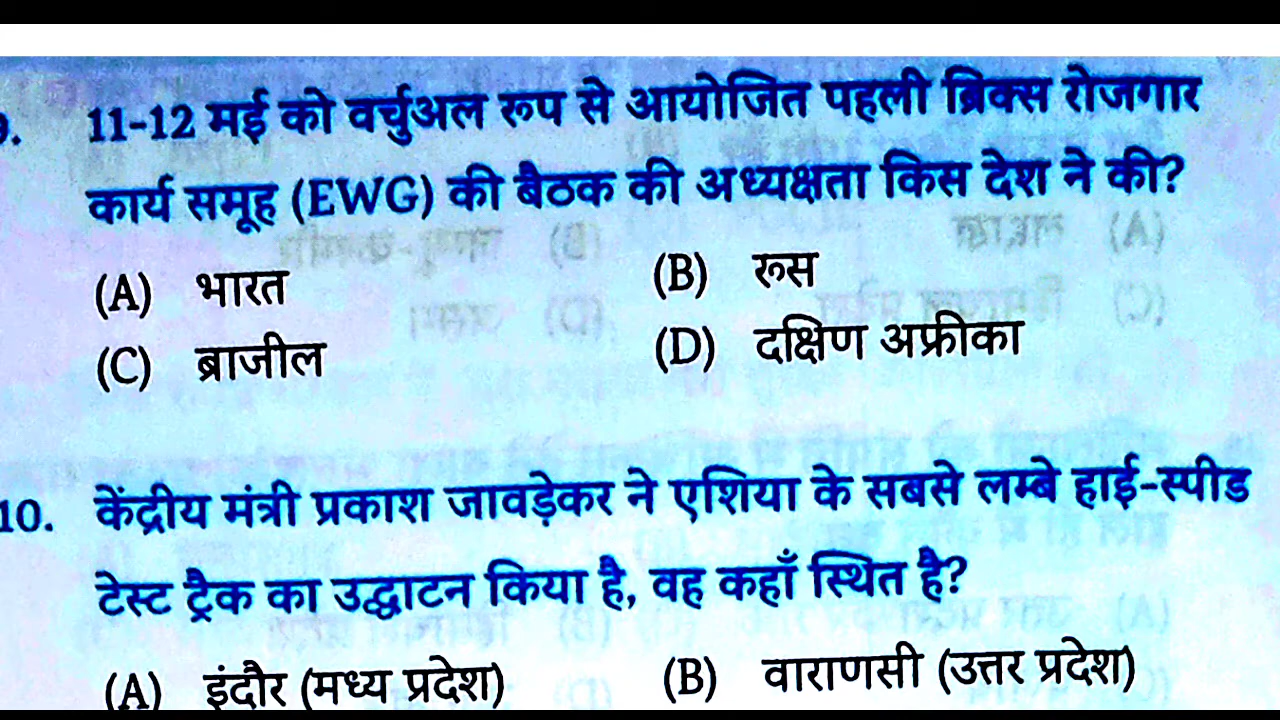 9. 11-12 मई को वर्चुअल रूप से आयोजित पहली ब्रिक्स रोजगार
कार्य समूह (EWG) की बैठक की अध्यक्षता किस देश ने की?
(A) भारत (B) रूस
(C) ब्राजील (D) दक्षिण अफ्रीका
10. केंद्रीय मंत्री प्रकाश जावड़ेकर ने एशिया के सबसे लम्बे हाई-स्पीड
टेस्ट ट्रैक का उद्घाटन किया है, वह कहाँ स्थित है?
(A) इंदौर (मध्य प्रदेश) (B) वाराणसी (उत्तर प्रदेश)